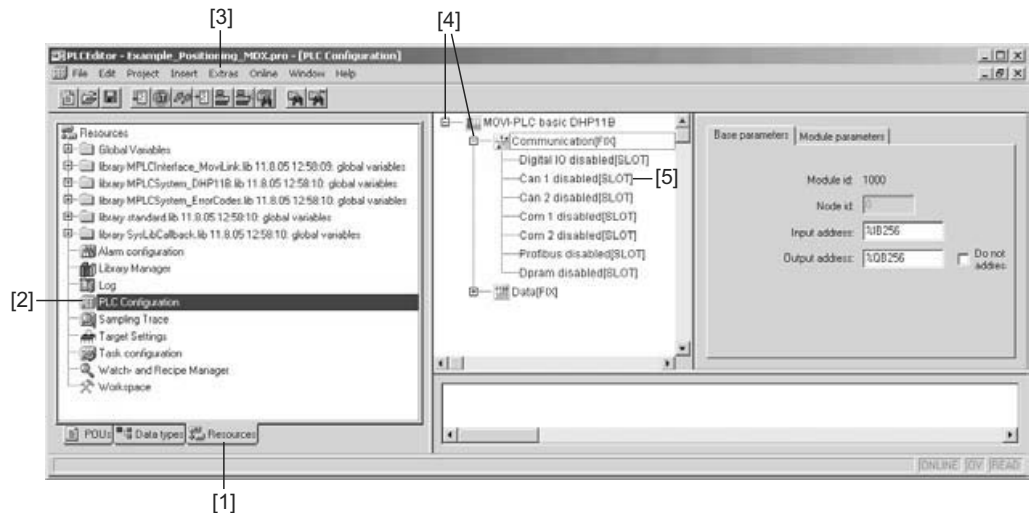 [3]
[4]
PLCEditor - Example_Positioning_MDX.pro - [PLC Configuration]
File Edit Project Insert Extras Online Window Help
Resources
Global Variables
library MPLCInterface_MoviLink.lib 11.8.05 12:58:09: global variables
library MPLCSystem_DHP11B.lib 11.8.05 12:58:10: global variables
library MPLCSystem_ErrorCodes.lib 11.8.05 12:58:10: global variables
library standard.lib 11.8.05 12:58:10: global variables
library SysLibCallback.lib 11.8.05 12:58:10: global variables
Alarm configuration
Library Manager
Log
[2]
PLC Configuration
Sampling Trace
Target Settings
Task configuration
Watch- and Recipe Manager
Workspace
POUs Data types Resources
[1]
MOVI-PLC basic DHP11B
Communication[FIX]
Digital IO disabled[SLOT]
Can 1 disabled[SLOT]
[5]
Can 2 disabled[SLOT]
Com 1 disabled[SLOT]
Com 2 disabled[SLOT]
Profibus disabled[SLOT]
Dpram disabled[SLOT]
Data[FIX]
Base parameters Module parameters
Module id: 1000
Node id: 0
Input address: %IB256
Output address: %QB256
Do not
addres
ONLINE OV READ